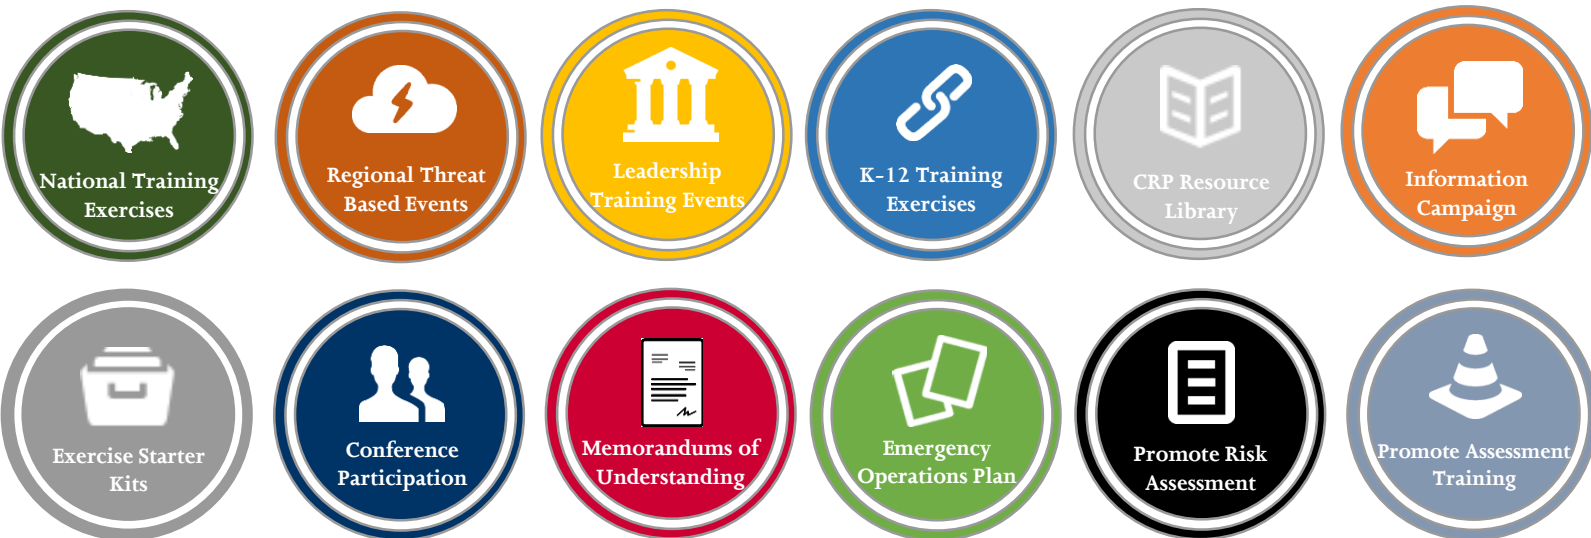 National Training
Exercises
Regional Threat
Based Events
Leadership
Training Events
K-12 Training
Exercises
CRP Resource
Library
Information
Campaign
Exercise Starter
Kits
Conference
Participation
Memorandums of
Understanding
Emergency
Operations Plan
Promote Risk
Assessment
Promote Assessment
Training